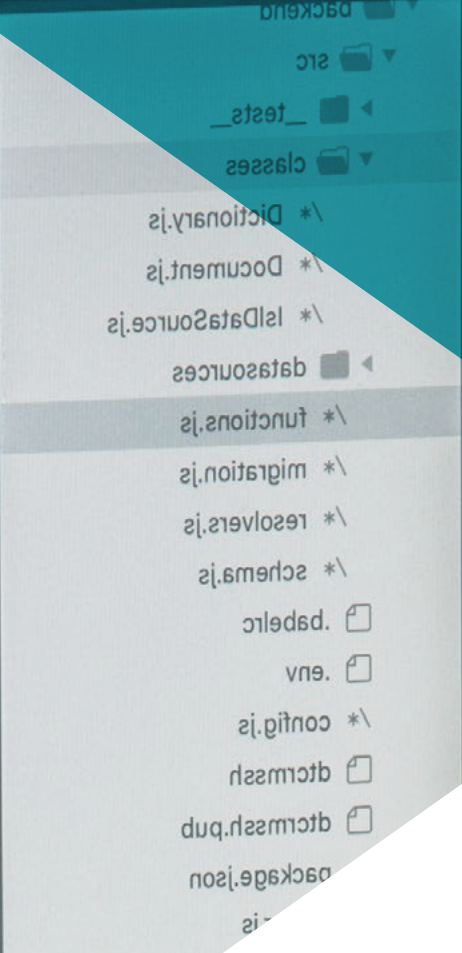 backend
src
__tests__
classes
/* Dictionary.js
/* Document.js
/* IslDataSource.js
datasources
/* functions.js
/* migration.js
/* resolvers.js
/* schema.js
.babelrc
.env
/* config.js
dtcrmssh
dtcrmssh.pub
package.json